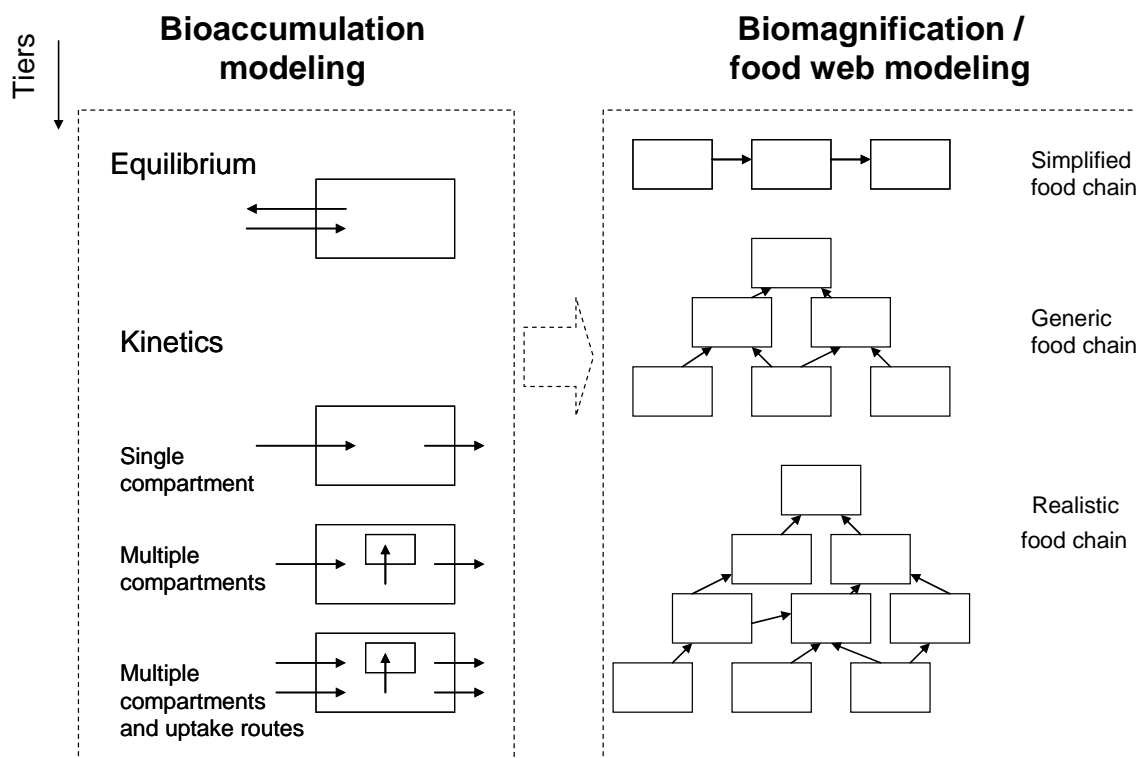 Tiers
Bioaccumulation
modeling
Equilibrium
Kinetics
Single
compartment
Multiple
compartments
Multiple
compartments
and uptake routes
Biomagnification /
food web modeling
Simplified
food chain
Generic
food chain
Realistic
food chain